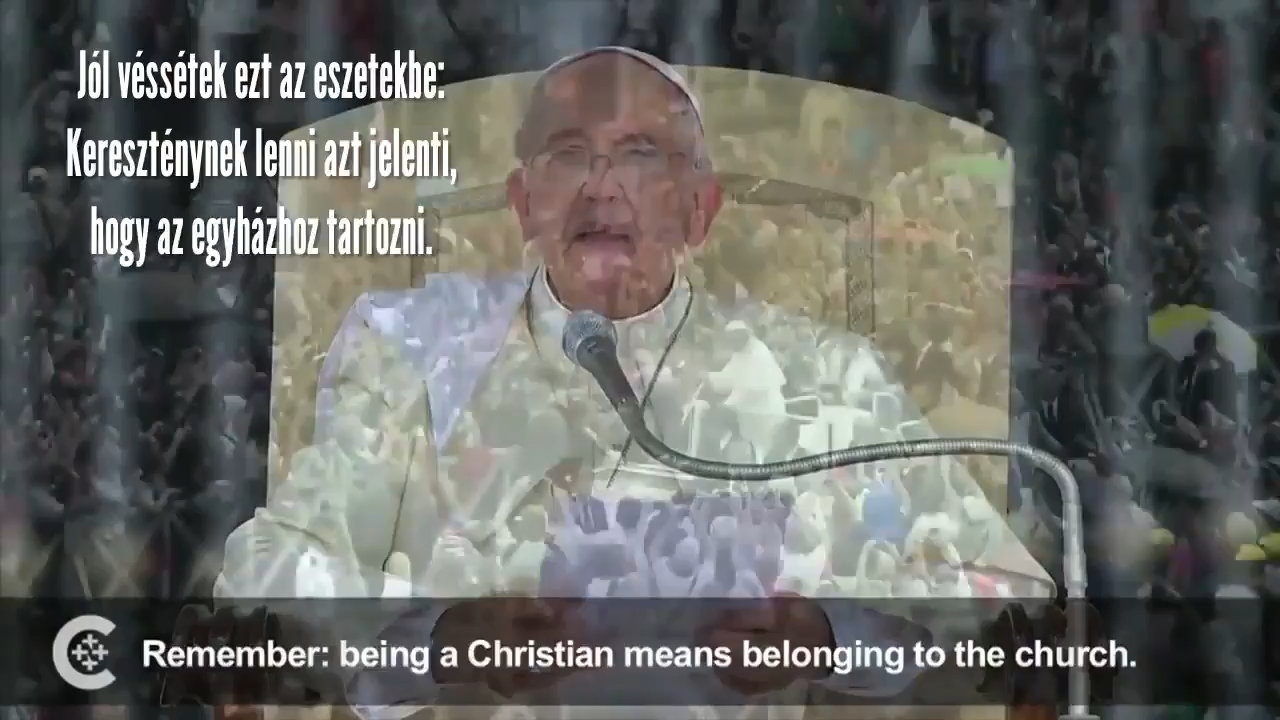 Jól véssétek ezt az eszetekbe:
Kereszténynek lenni azt jelenti,
hogy az egyházhoz tartozni.
Remember: being a Christian means belonging to the church.